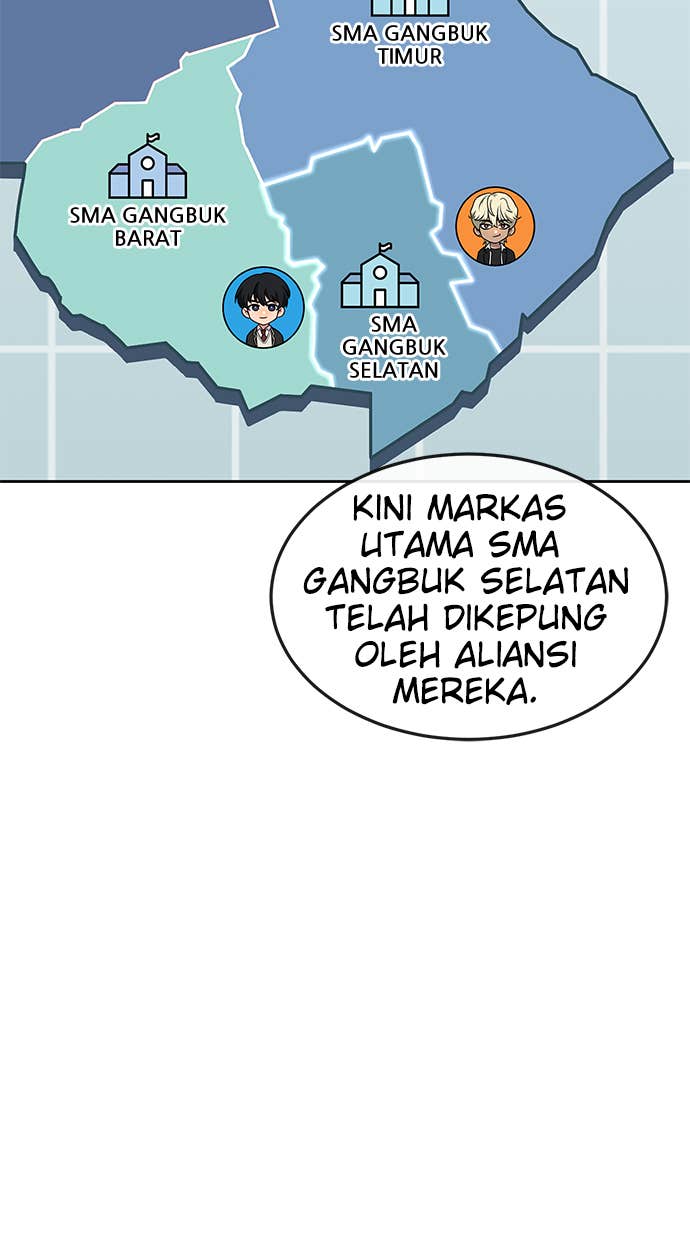 SMA GANGBUK
TIMUR
SMA GANGBUK
BARAT
SMA
GANGBUK
SELATAN
KINI MARKAS
UTAMA SMA
GANGBUK SELATAN
TELAH DIKEPUNG
OLEH ALIANSI
MEREKA.